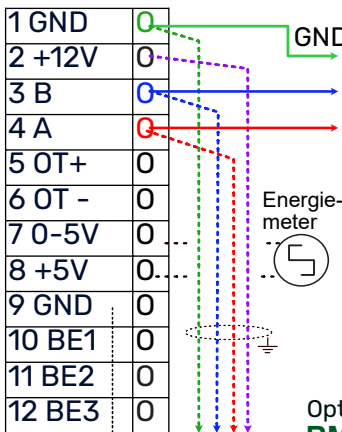 1 GND O
GND
2 +12V O
3 B O
4 A O
5 OT+ O
6 OT - O
Energie-
meter
7 0-5V O
8 +5V O
9 GND O
10 BE1 O
11 BE2 O
12 BE3 O
Opt